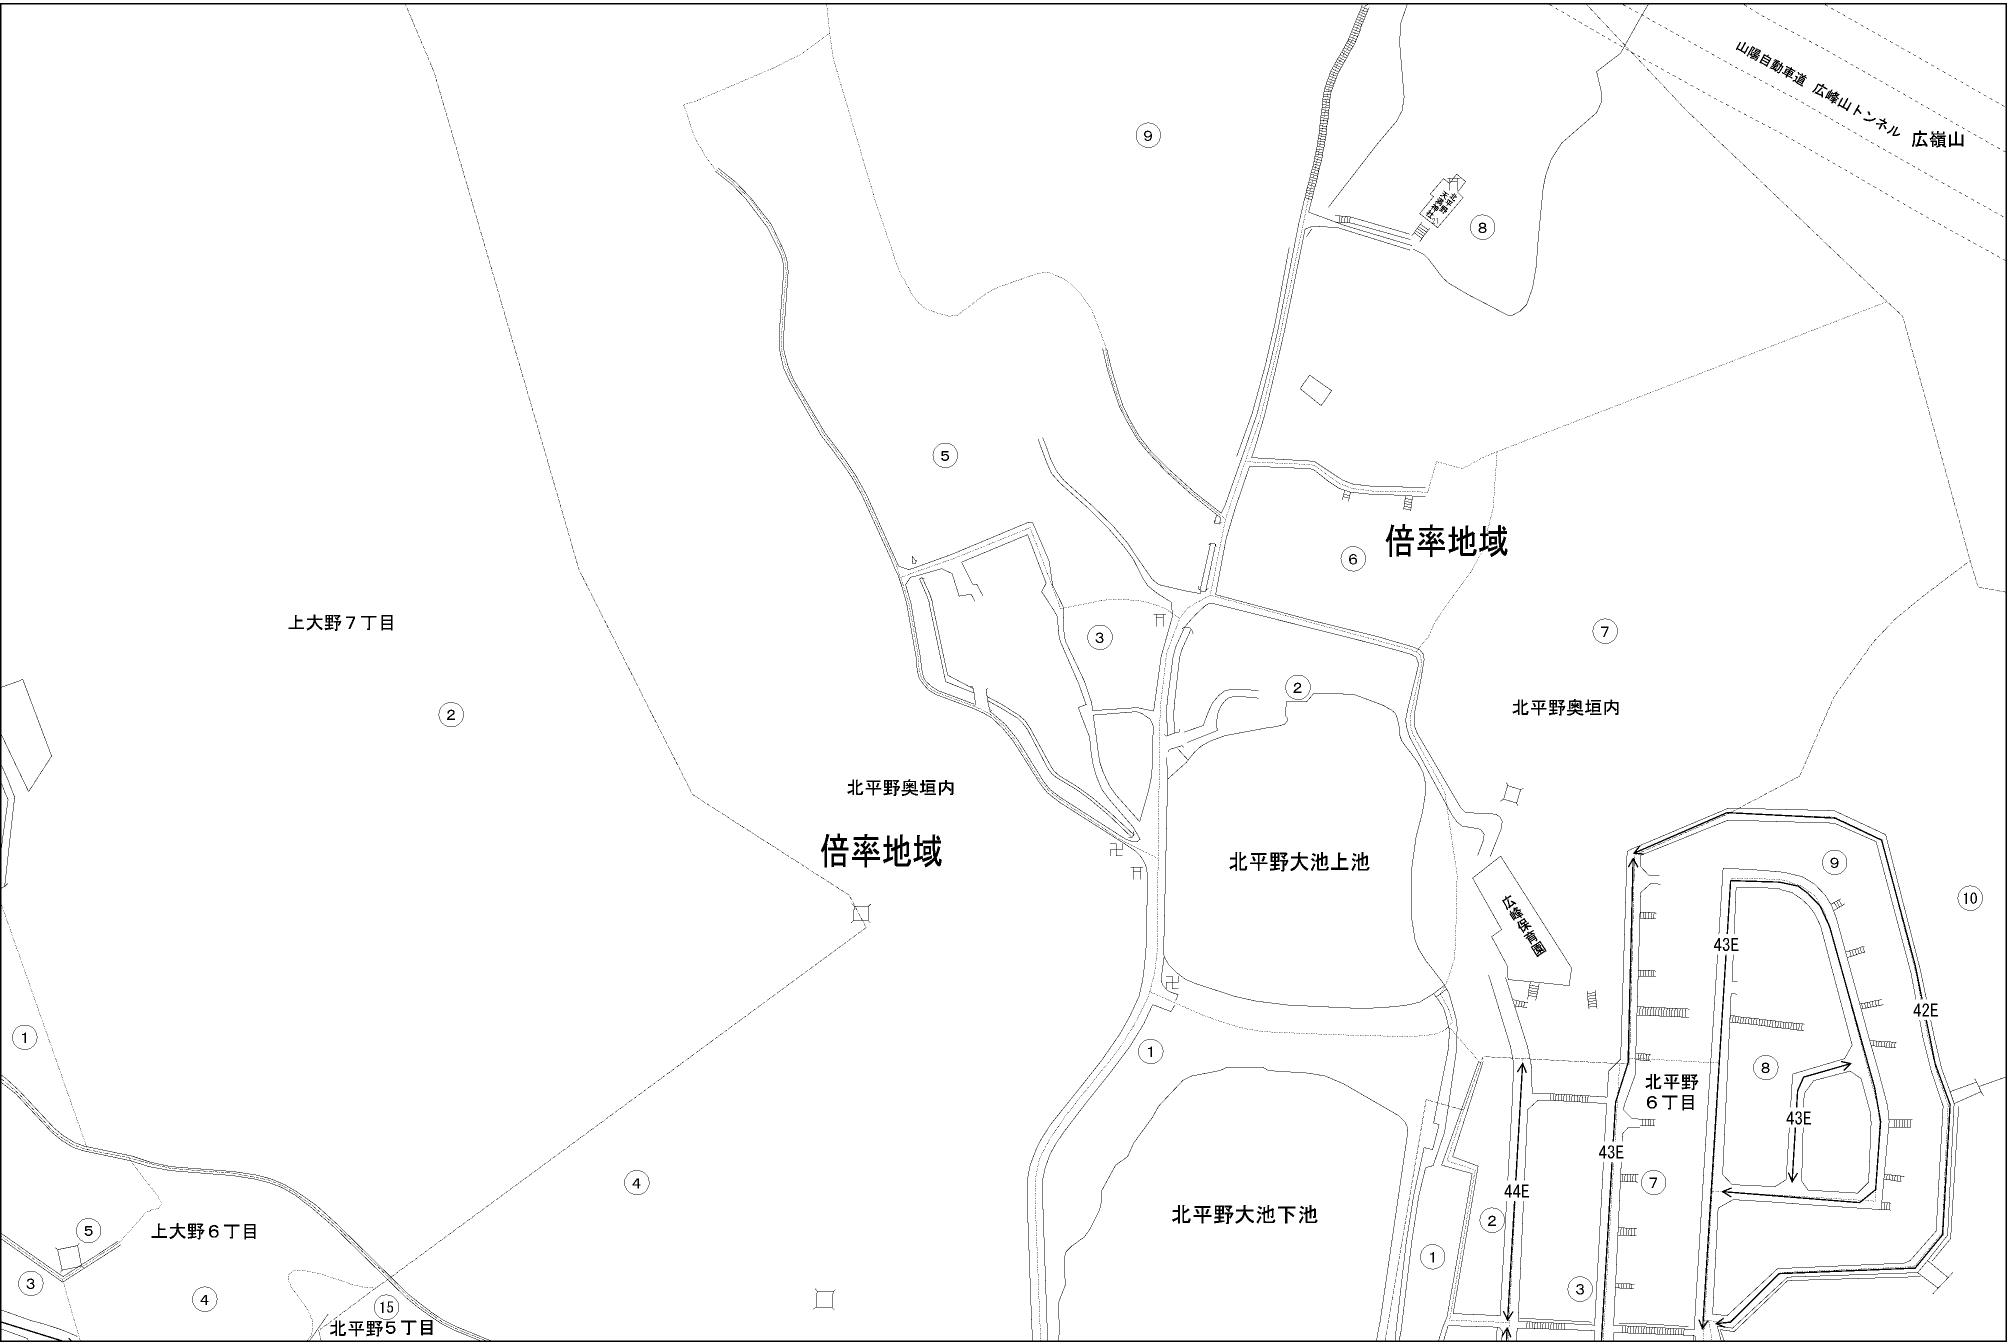 山陽自動車道 広峰山トンネル
広嶺山
⑨
⑧
⑤
倍率地域
⑥
上大野７丁目
③
⑦
②
②
北平野奥垣内
北平野奥垣内
倍率地域
北平野大池上池
⑨
⑩
広峰保育園
43E
42E
①
①
⑧
北平野
６丁目
43E
43E
④
⑦
44E
北平野大池下池
②
⑤
上大野６丁目
①
③
③
④
⑮
北平野５丁目